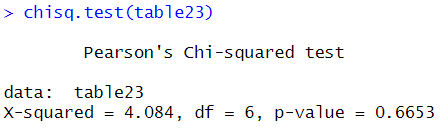 > chisq.test(table23)
Pearson's Chi-squared test
data:  table23
X-squared = 4.084, df = 6, p-value = 0.6653